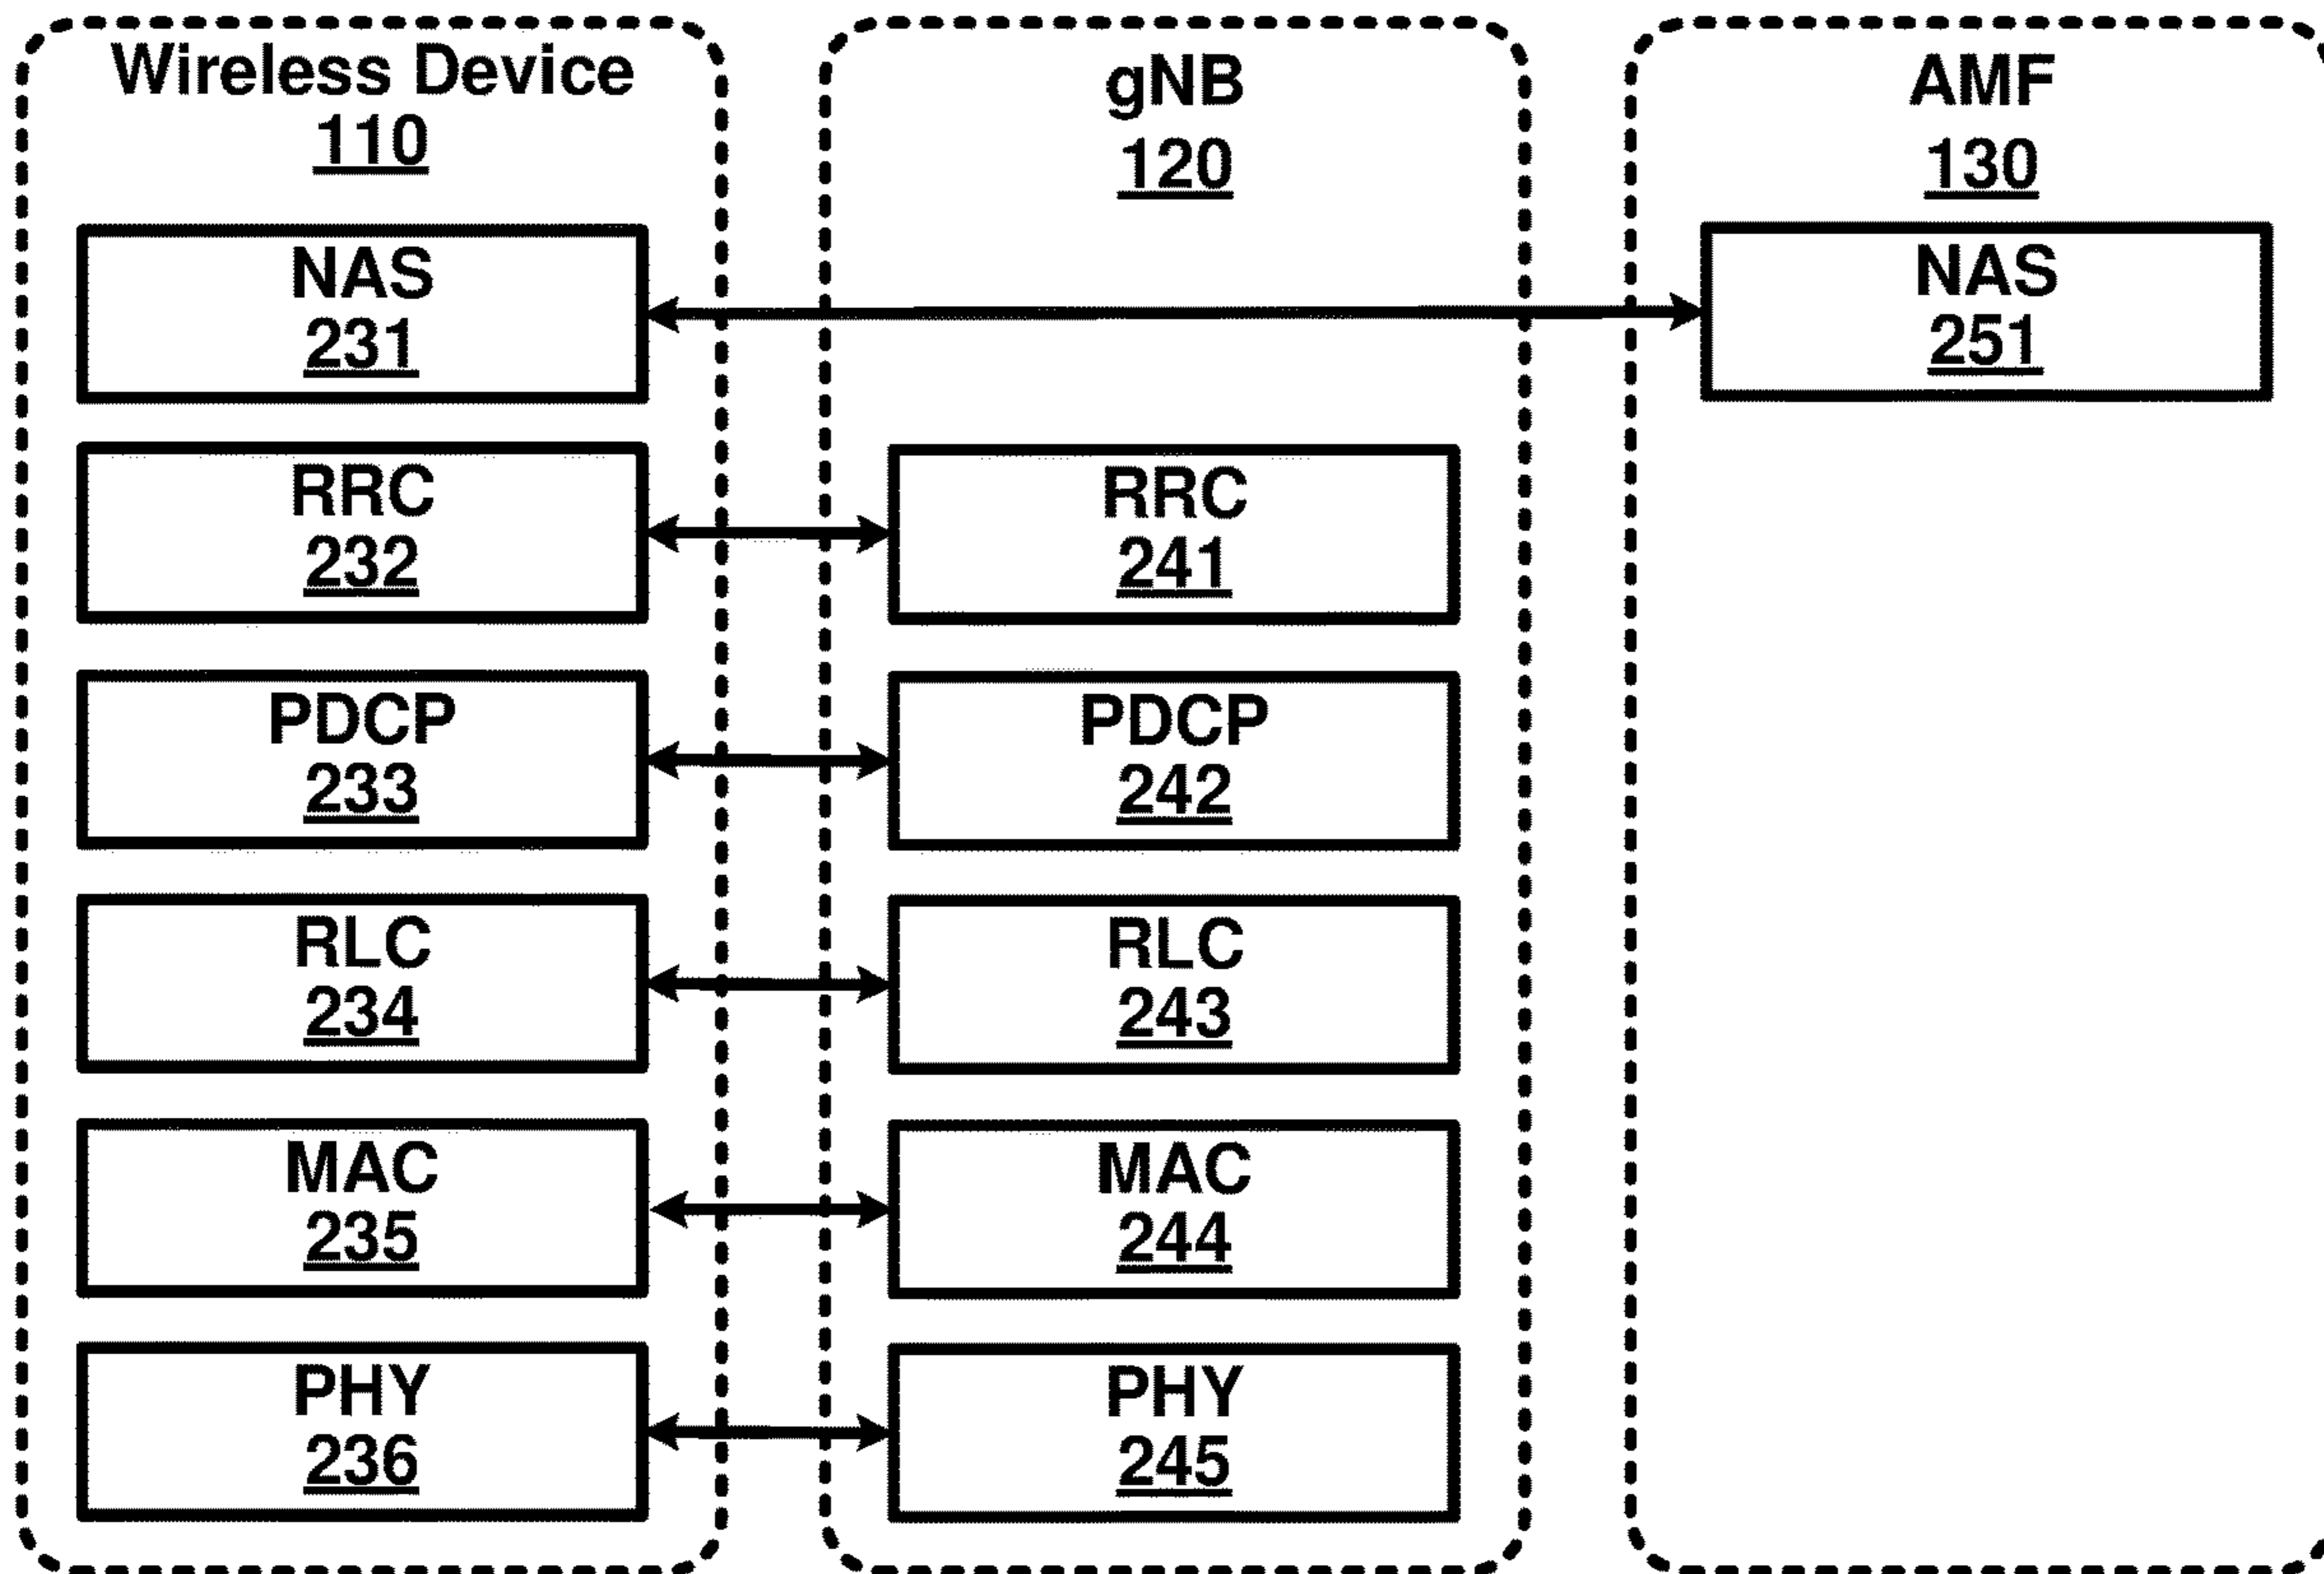 Wireless Device
110
gNB
120
AMF
130
NAS
231
NAS
251
RRC
232
RRC
241
PDCP
233
PDCP
242
RLC
234
RLC
243
MAC
235
MAC
244
PHY
236
PHY
245